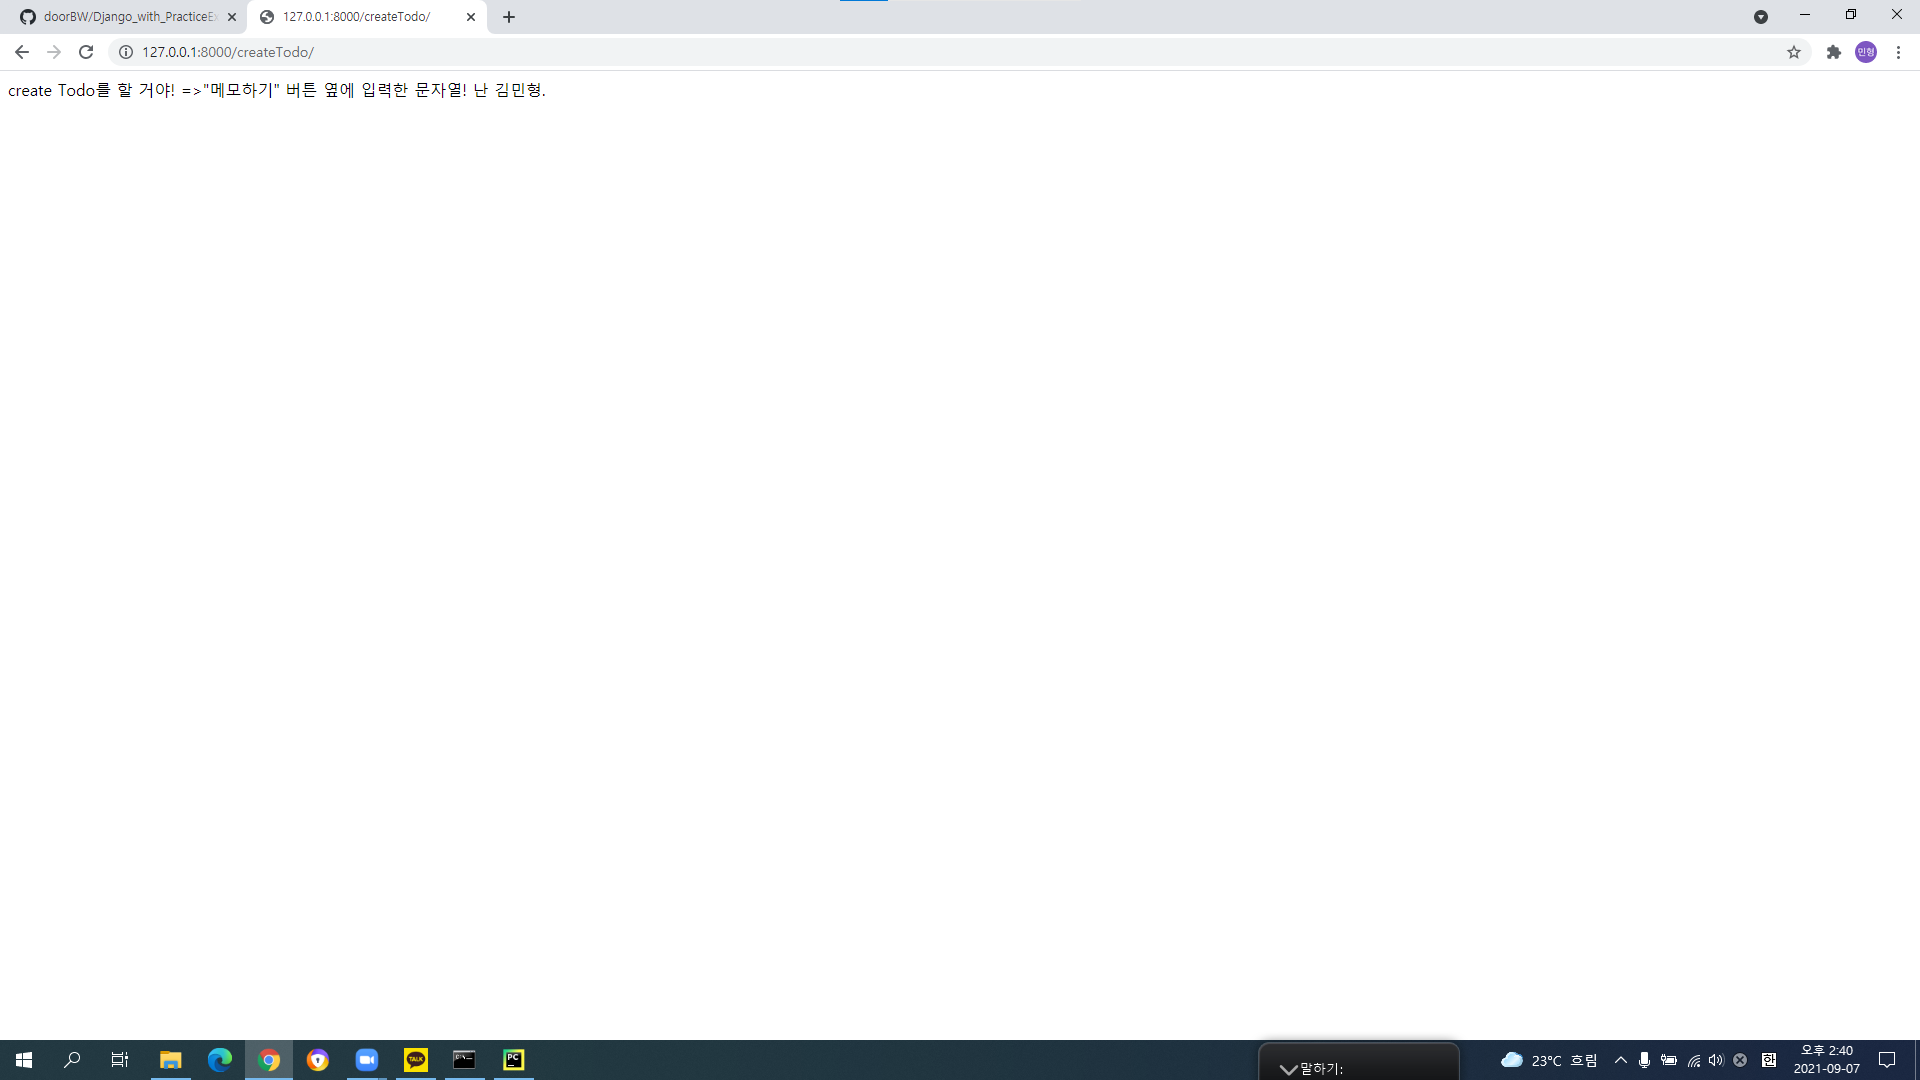 doorBW/Django_with_PracticeEx
127.0.0.1:8000/createTodo/
127.0.0.1:8000/createTodo/
민형
create Todo를 할 거야! =>"메모하기" 버튼 옆에 입력한 문자열! 난 김민형.
TALK
PC
말하기:
23°C 흐림
한
오후 2:40
2021-09-07